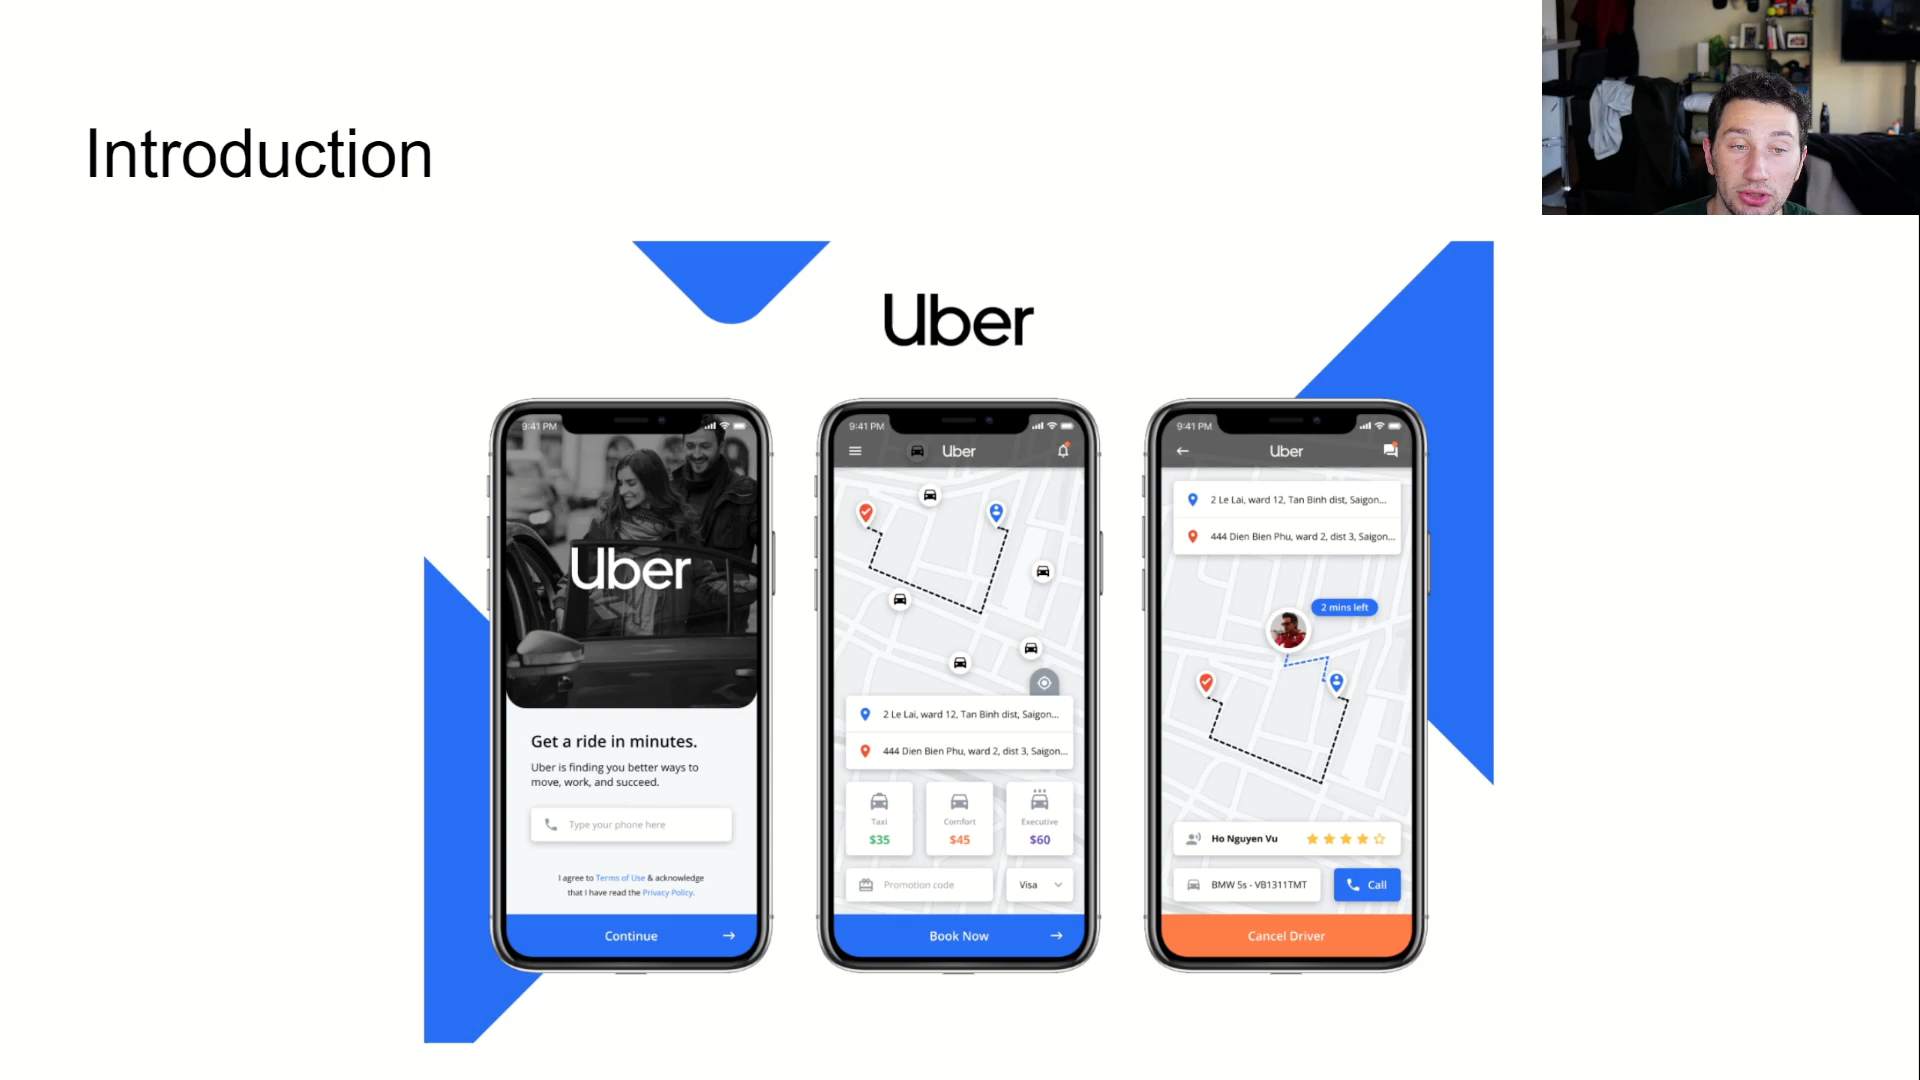 Introduction
Uber
9:41 PM
Uber
Get a ride in minutes.
Uber is finding you better ways to
move, work, and succeed.
Type your phone here
I agree to Terms of Use & acknowledge
that I have read the Privacy Policy.
Continue
9:41 PM
Uber
2 Le Lai, ward 12, Tan Binh dist, Saigon...
444 Dien Bien Phu, ward 2, dist 3, Saigon...
Taxi
$35
Comfort
$45
Executive
$60
Promotion code
Visa
Book Now
9:41 PM
Uber
2 Le Lai, ward 12, Tan Binh dist, Saigon...
444 Dien Bien Phu, ward 2, dist 3, Saigon...
2 mins left
Ho Nguyen Vu
BMW 5s - VB1311TMT
Call
Cancel Driver